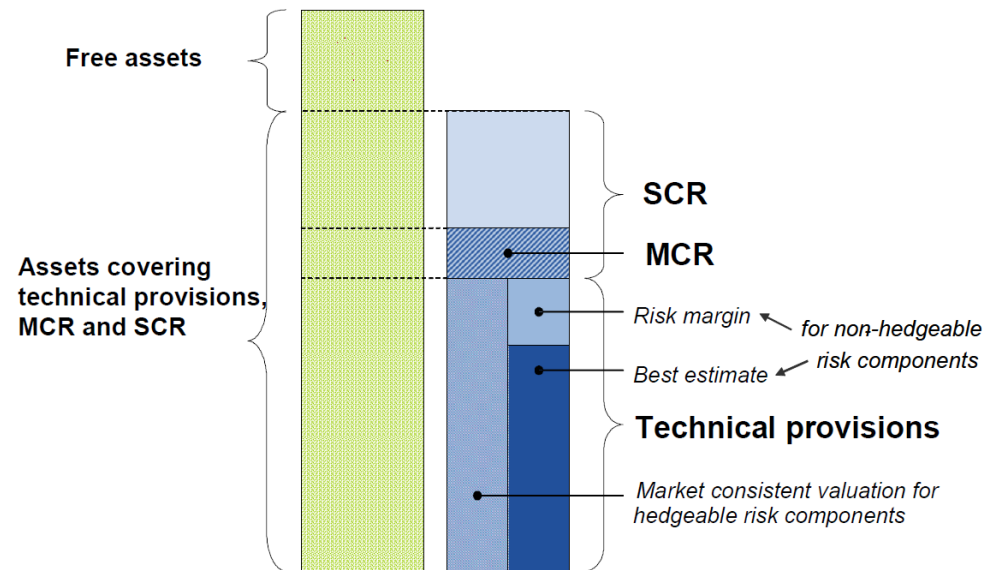 Free assets
Assets covering
technical provisions,
MCR and SCR
SCR
MCR
Risk margin
for non-hedgeable
risk components
Best estimate
Technical provisions
Market consistent valuation for
hedgeable risk components